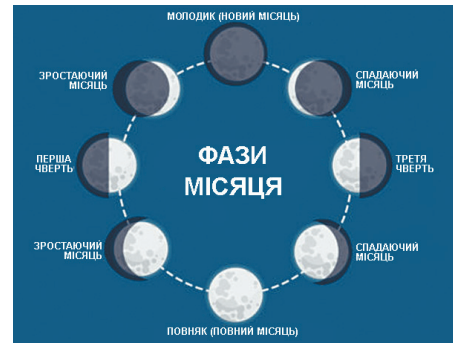 МОЛОДИК (НОВИЙ МІСЯЦЬ)
ЗРОСТАЮЧИЙ
МІСЯЦЬ
СПАДАЮЧИЙ
МІСЯЦЬ
ПЕРША
ЧВЕРТЬ
ФАЗИ
МІСЯЦЯ
ТРЕТЯ
ЧВЕРТЬ
ЗРОСТАЮЧИЙ
МІСЯЦЬ
СПАДАЮЧИЙ
МІСЯЦЬ
ПОВНЯК (ПОВНИЙ МІСЯЦЬ)